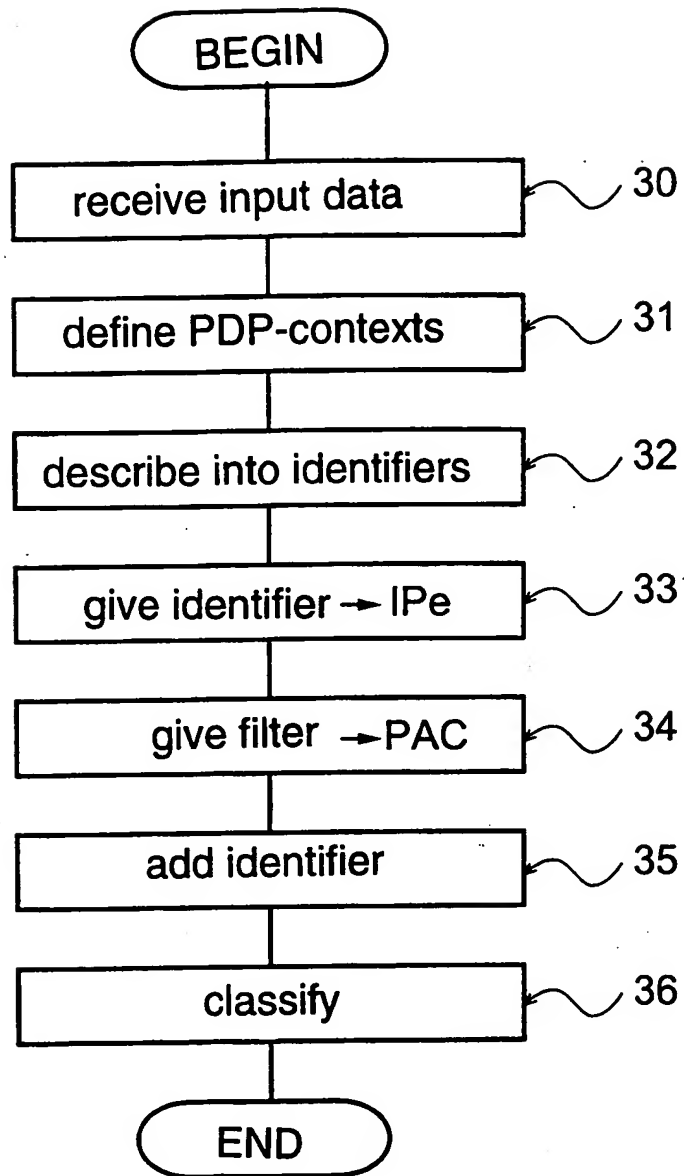 BEGIN
receive input data 30
define PDP-contexts 31
describe into identifiers 32
give identifier → IPe 33
give filter → PAC 34
add identifier 35
classify 36
END